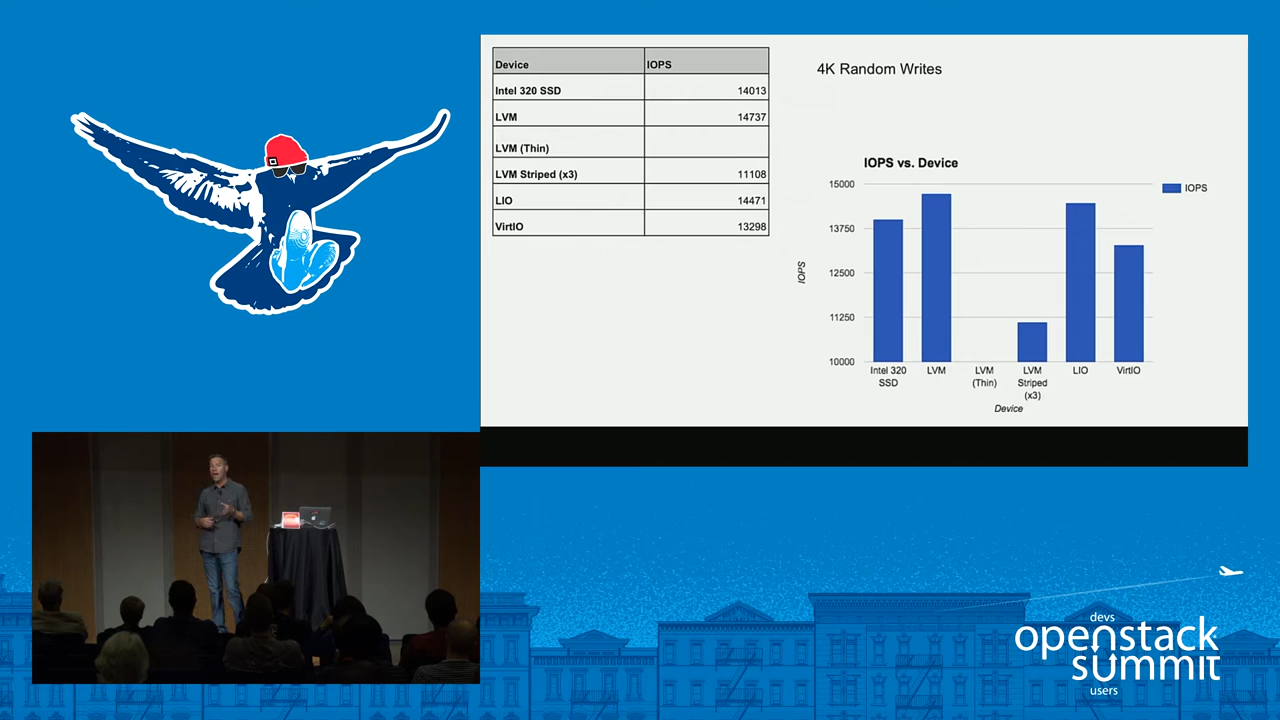 Device IOPS
Intel 320 SSD 14013
LVM 14737
LVM (Thin)
LVM Striped (x3) 11108
LIO 14471
VirtIO 13298
4K Random Writes
IOPS vs. Device
15000
13750
12500
11250
10000
IOPS
IOPS
Intel 320
SSD
LVM
LVM
(Thin)
LVM
Striped
(x3)
LIO
VirtIO
Device
devs
openstack
summit
users